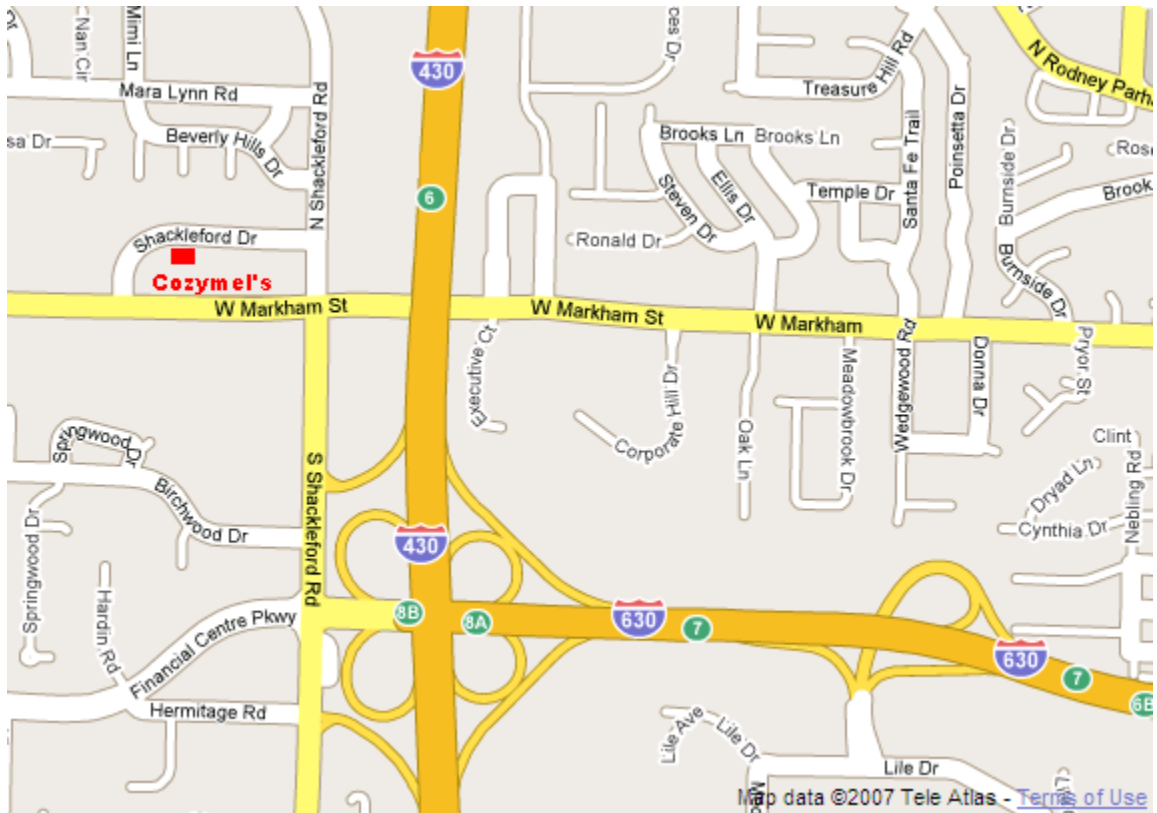 Nan Cir
Mimi Ln
430
Treasure Hill Rd
N Rodney Parha
Mara Lynn Rd
N Shackleford Rd
Beverly Hills Dr
sa Dr
Brooks Ln
Brooks Ln
Santa Fe Trail
Poinsetta Dr
Burnside Dr
Rose
Steven Dr
Ellis Dr
Temple Dr
Brook
6
Shackleford Dr
Ronald Dr
Burnside Dr
Cozymel's
W Markham St
W Markham St
W Markham
Executive Ct
Corporate Hill Dr
Oak Ln
Meadowbrook Dr
Wedgewood Rd
Donna Dr
Pryor St
Springwood Dr
Clint
Birchwood Dr
S Shackleford Rd
Dryad Ln
Nebling Rd
Cynthia Dr
430
Springwood Dr
Hardin Rd
Financial Centre Pkwy
8B
8A
630
7
630
7
6B
Hermitage Rd
Lile Ave
Lile Dr
Lile Dr
Map data ©2007 Tele Atlas - Terms of Use